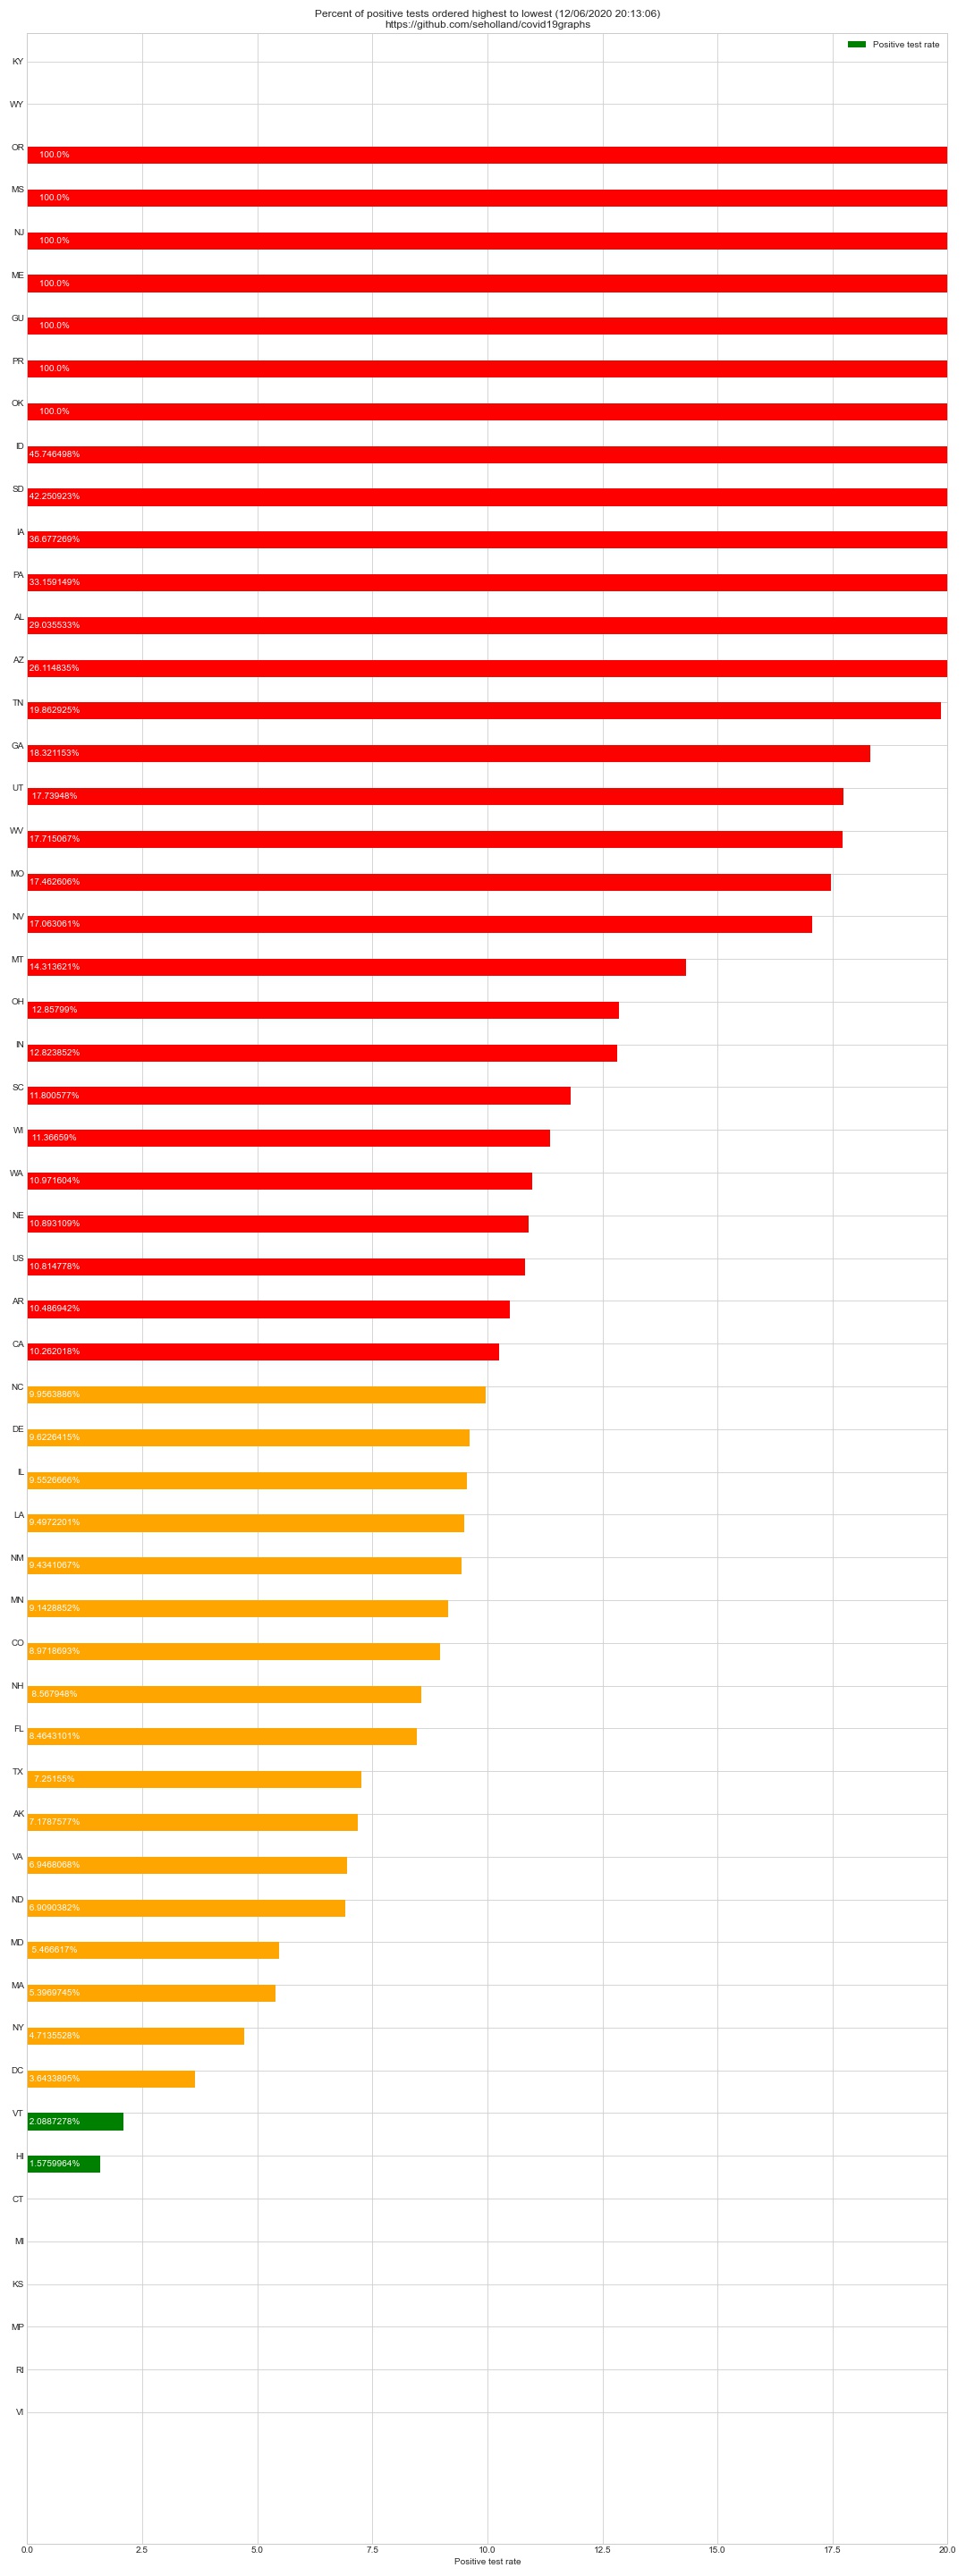 Percent of positive tests ordered highest to lowest (12/06/2020 20:13:06)
https://github.com/seholland/covid19graphs
Positive test rate
KY
WY
OR 100.0%
MS 100.0%
NJ 100.0%
ME 100.0%
GU 100.0%
PR 100.0%
OK 100.0%
ID 45.746498%
SD 42.250923%
IA 36.677269%
PA 33.159149%
AL 29.035533%
AZ 26.114835%
TN 19.862925%
GA 18.321153%
UT 17.73948%
WV 17.715067%
MO 17.462606%
NV 17.063061%
MT 14.313621%
OH 12.85799%
IN 12.823852%
SC 11.800577%
WI 11.36659%
WA 10.971604%
NE 10.893109%
US 10.814778%
AR 10.486942%
CA 10.262018%
NC 9.9563886%
DE 9.6226415%
IL 9.5526666%
LA 9.4972201%
NM 9.4341067%
MN 9.1428852%
CO 8.9718693%
NH 8.567948%
FL 8.4643101%
TX 7.25155%
AK 7.1787577%
VA 6.9468068%
ND 6.9090382%
MD 5.466617%
MA 5.3969745%
NY 4.7135528%
DC 3.6433895%
VT 2.0887278%
HI 1.5759964%
CT
MI
KS
MP
RI
VI
0.0 2.5 5.0 7.5 10.0 12.5 15.0 17.5 20.0
Positive test rate